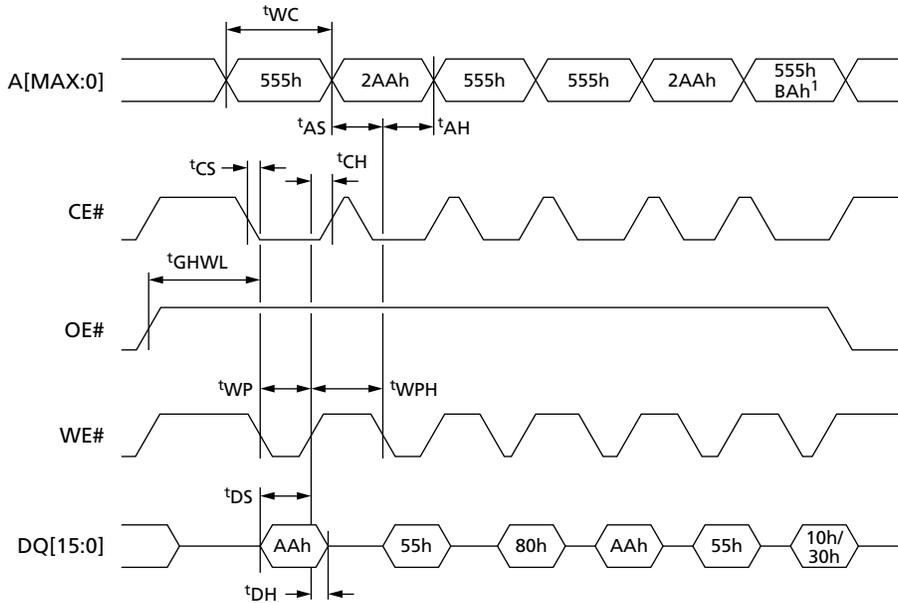 tWC
A[MAX:0] 555h 2AAh 555h 555h 2AAh 555h
BAh1
tAS tAH
tCS tCH
CE#
tGHWL
OE#
tWP tWPH
WE#
tDS
DQ[15:0] AAh 55h 80h AAh 55h 10h/
30h
tDH